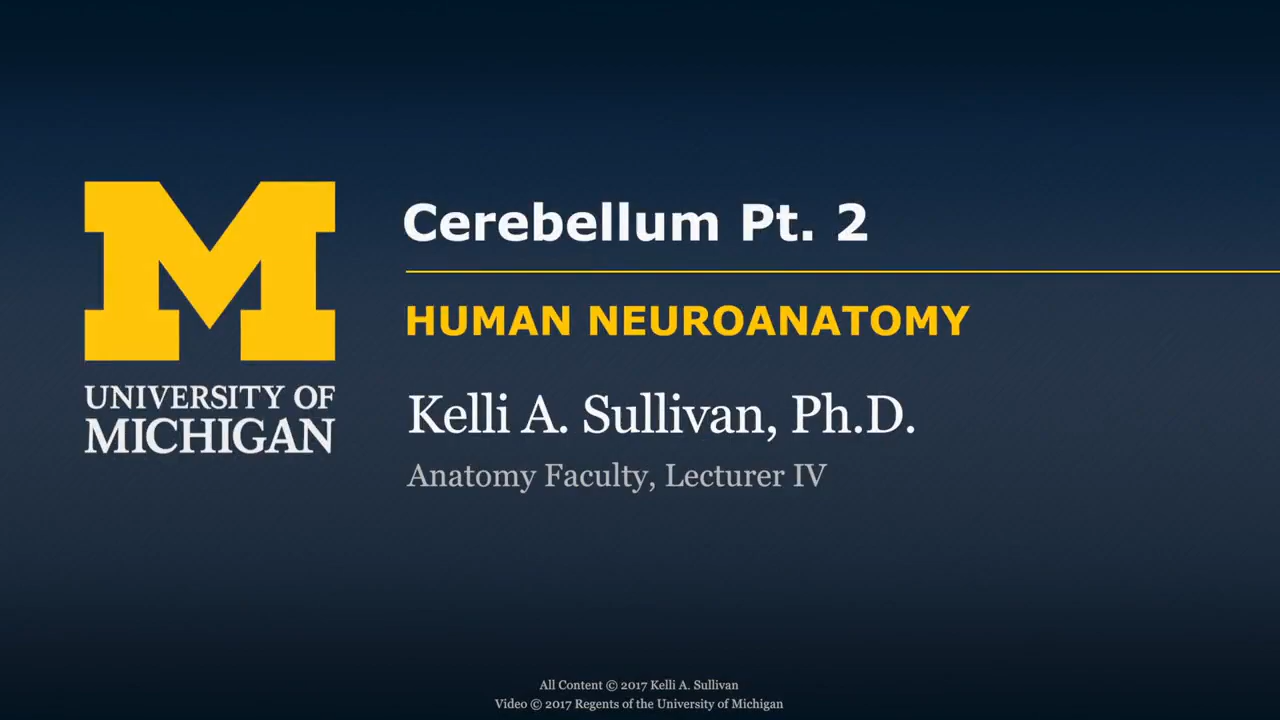 Cerebellum Pt. 2
HUMAN NEUROANATOMY
UNIVERSITY OF
MICHIGAN
Kelli A. Sullivan, Ph.D.
Anatomy Faculty, Lecturer IV
All Content © 2017 Kelli A. Sullivan
Video © 2017 Regents of the University of Michigan